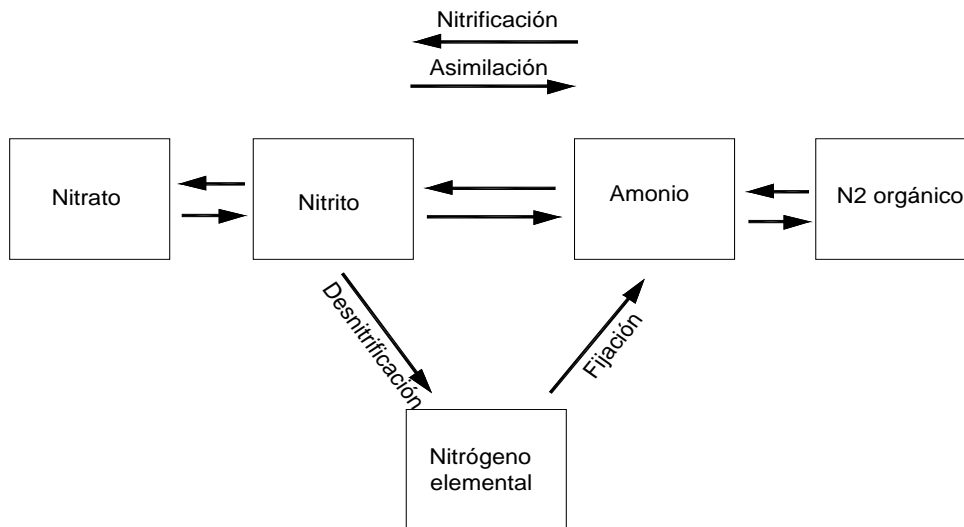 Nitrificación
Asimilación
Nitrato
Nitrito
Amonio
N2 orgánico
Desnitrificación
Fijación
Nitrógeno
elemental